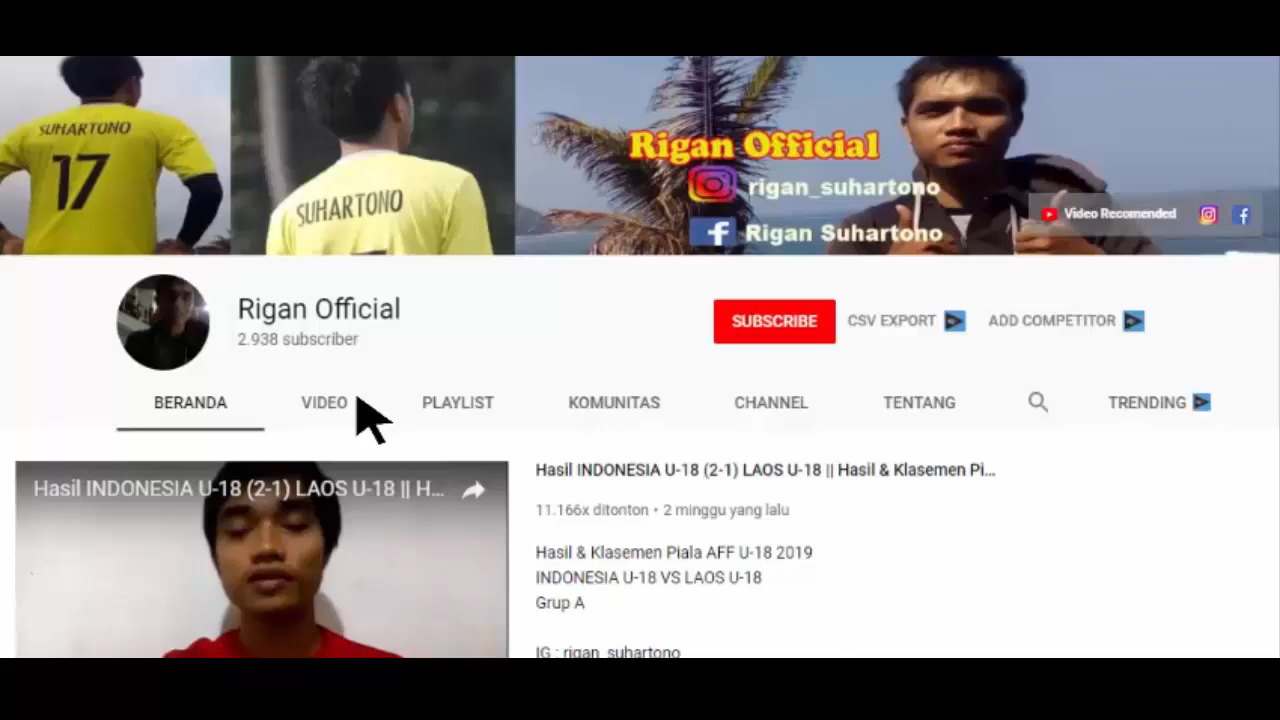 SUHARTONO
17
SUHARTONO
Rigan Official
rigan_suhartono
Rigan Suhartono
Video Recomended
Rigan Official
2.938 subscriber
SUBSCRIBE
CSV EXPORT
ADD COMPETITOR
BERANDA
VIDEO
PLAYLIST
KOMUNITAS
CHANNEL
TENTANG
TRENDING
Hasil INDONESIA U-18 (2-1) LAOS U-18 || H...
Hasil INDONESIA U-18 (2-1) LAOS U-18 || Hasil & Klasemen Pi...
11.166x ditonton • 2 minggu yang lalu
Hasil & Klasemen Piala AFF U-18 2019
INDONESIA U-18 VS LAOS U-18
Grup A
IG : rigan_suhartono